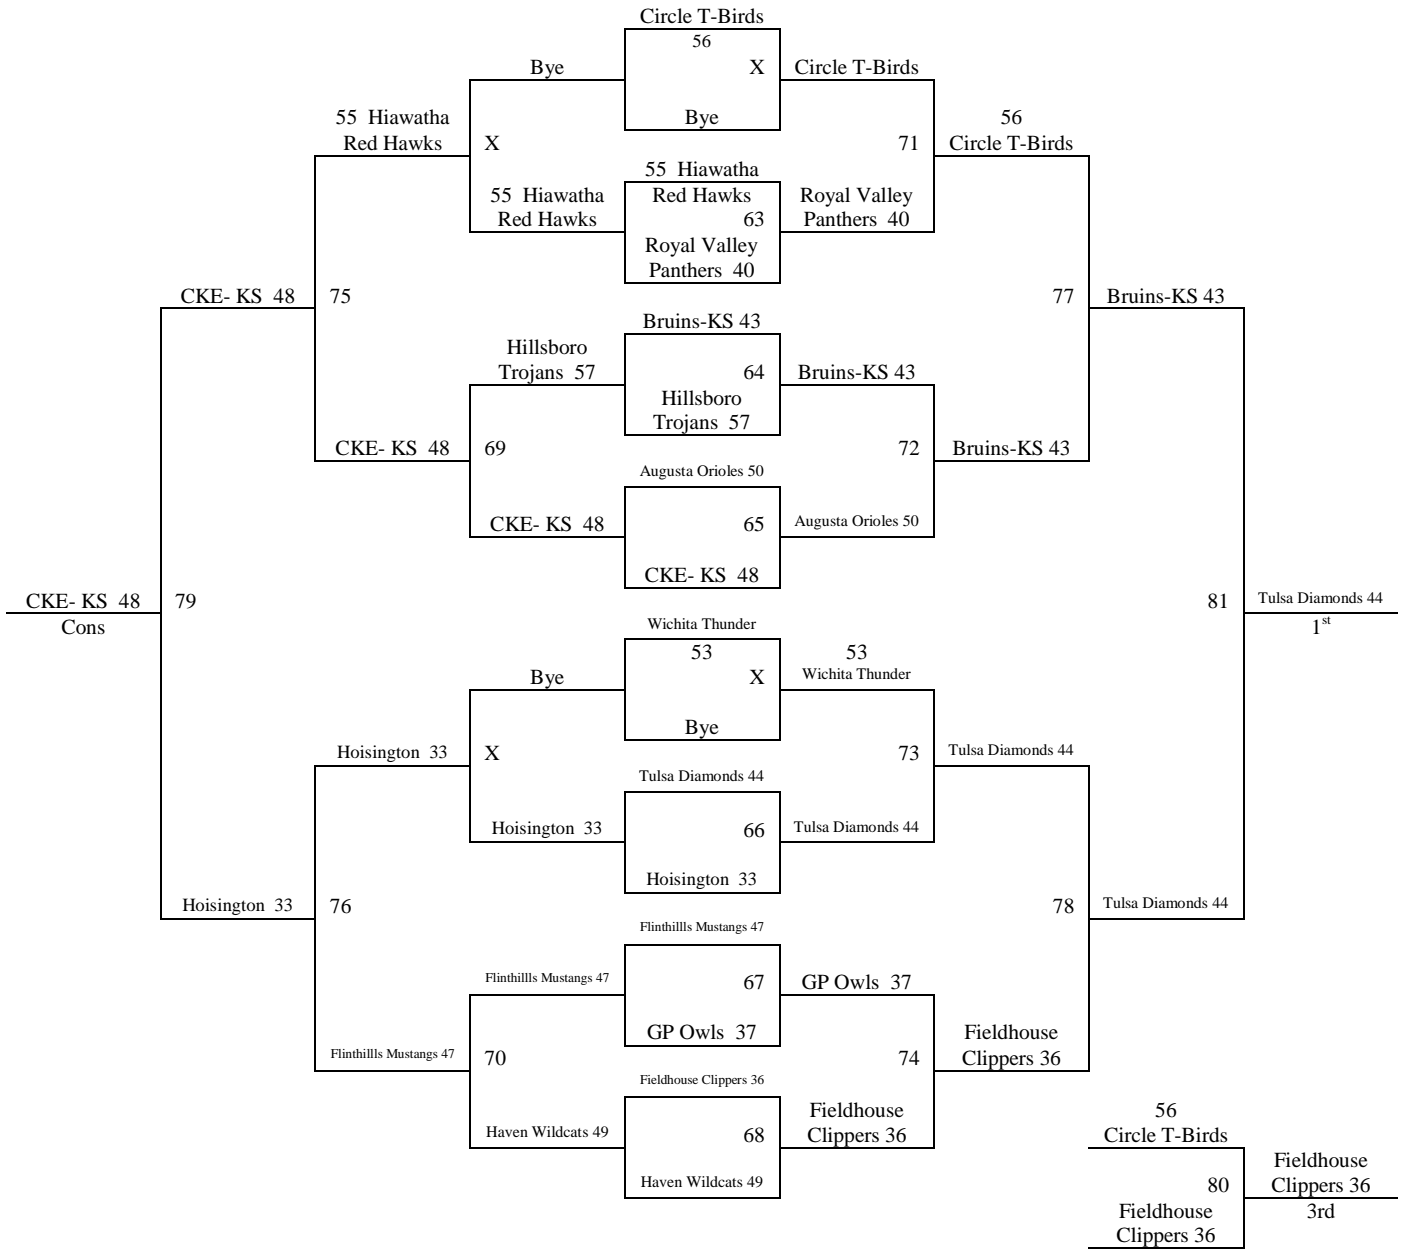 Circle T-Birds
56
Bye
X
Circle T-Birds
55 Hiawatha
Red Hawks
Bye
56
X
71
Circle T-Birds
55 Hiawatha
55 Hiawatha
Red Hawks
Royal Valley
Red Hawks
63
Panthers 40
Royal Valley
Panthers 40
CKE- KS 48
75
77
Bruins-KS 43
Bruins-KS 43
Hillsboro
Trojans 57
64
Bruins-KS 43
Hillsboro
Trojans 57
CKE- KS 48
69
72
Bruins-KS 43
Augusta Orioles 50
CKE- KS 48
65
Augusta Orioles 50
CKE- KS 48
CKE- KS 48
79
81
Tulsa Diamonds 44
Cons
1st
Wichita Thunder
53
53
Bye
X
Wichita Thunder
Bye
Hoisington 33
X
73
Tulsa Diamonds 44
Tulsa Diamonds 44
Hoisington 33
66
Tulsa Diamonds 44
Hoisington 33
Hoisington 33
76
78
Tulsa Diamonds 44
Flinthillls Mustangs 47
Flinthillls Mustangs 47
67
GP Owls 37
GP Owls 37
Fieldhouse
Flinthillls Mustangs 47
70
74
Clippers 36
Fieldhouse Clippers 36
Fieldhouse
Haven Wildcats 49
68
Clippers 36
Haven Wildcats 49
56
Circle T-Birds
Fieldhouse
80
Clippers 36
Fieldhouse
3rd
Clippers 36